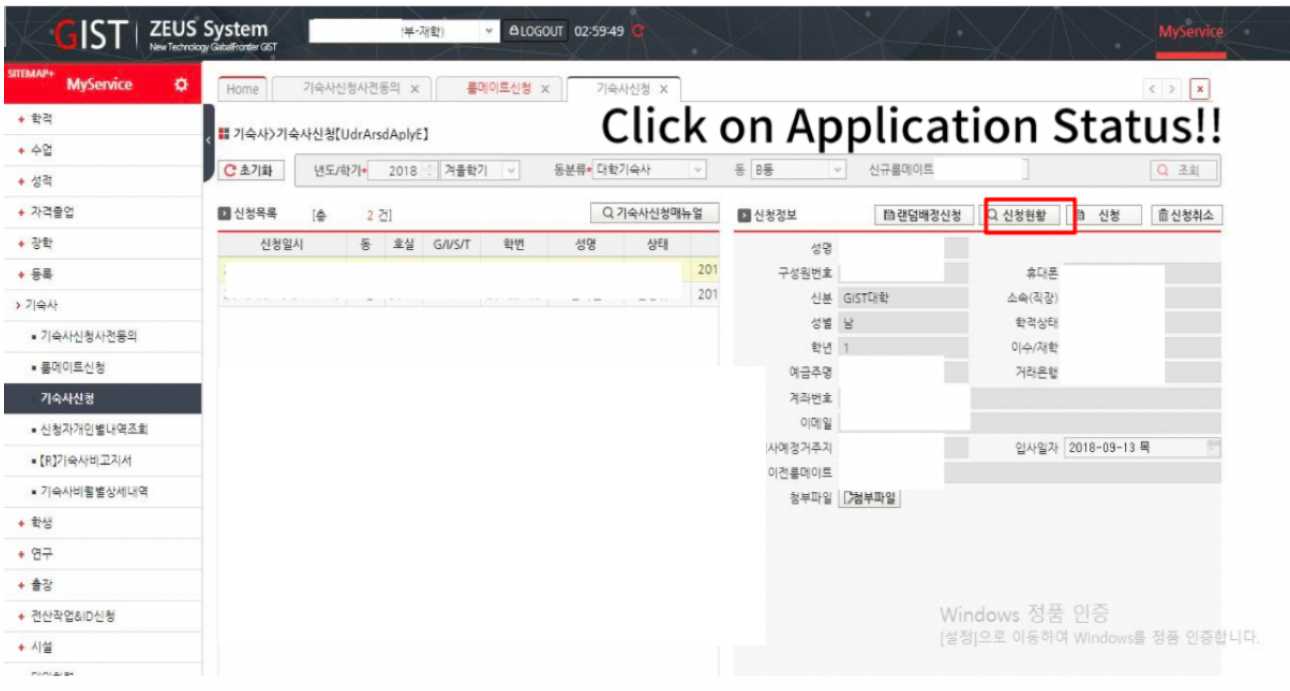 GIST ZEUS System
New Technology GlobalFrontier GIST
부-재학)
LOGOUT 02:59:49
MyService
SITEMAP+
MyService
Home 기숙사신청사전동의 × 룸메이트신청 × 기숙사신청 ×
Click on Application Status!!
기숙사>기숙사신청【UdrArsdAplyE】
초기화 년도/학기* 2018 겨울학기 동분류* 대학기숙사 동 B동 신규룸메이트 조회
신청목록 [총 2 건] 기숙사신청매뉴얼
신청일시 동 호실 G/I/S/T 학번 성명 상태
201
201
신청정보 랜덤배정신청 신청현황 신청 신청취소
성명
구성원번호 휴대폰
신분 GIST대학 소속(직장)
성별 남 학적상태
학년 1 이수/재학
예금주명 거래은행
계좌번호
이메일
사예정거주지 입사일자 2018-09-13 목
이전룸메이트
첨부파일 첨부파일
+ 학적
+ 수업
+ 성적
+ 자격졸업
+ 장학
+ 등록
> 기숙사
▪ 기숙사신청사전동의
▪ 룸메이트신청
기숙사신청
▪ 신청자개인별내역조회
▪ [R]기숙사비고지서
▪ 기숙사비월별상세내역
+ 학생
+ 연구
+ 출장
+ 전산작업&ID신청
+ 시설
Windows 정품 인증
[설정]으로 이동하여 Windows를 정품 인증합니다.